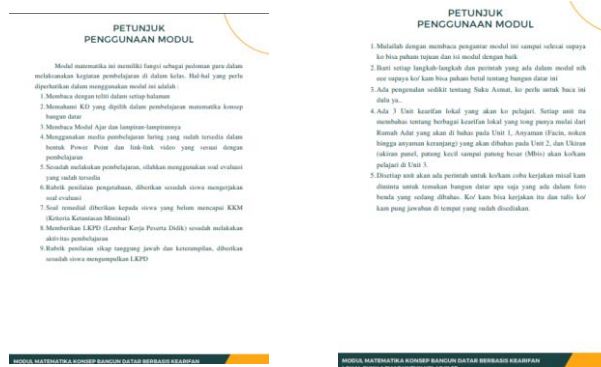 PETUNJUK
PENGGUNAAN MODUL
Modul matematika ini memiliki fungsi sebagai pedoman guru dalam
melaksanakan kegiatan pembelajaran di dalam kelas. Hal-hal yang perlu
diperhatikan dalam menggunakan modul ini adalah :
1. Membaca dengan teliti dalam setiap halaman
2. Memahami KD yang dipilih dalam pembelajaran matematika konsep
bangun datar
3. Membaca Modul Ajar dan lampiran-lampirannya
4. Menggunakan media pembelajaran luring yang sudah tersedia dalam
bentuk Power Point dan link-link video yang sesuai dengan
pembelajaran
5. Sesudah melakukan pembelajaran, silahkan menggunakan soal evaluasi
yang sudah tersedia
6. Rubrik penilaian pengetahuan, diberikan sesudah siswa mengerjakan
soal evaluasi
7. Soal remedial diberikan kepada siswa yang belum mencapai KKM
(Kriteria Ketuntasan Minimal)
8. Memberikan LKPD (Lembar Kerja Peserta Didik) sesudah melakukan
aktivitas pembelajaran
9. Rubrik penilaian sikap tanggung jawab dan keterampilan, diberikan
sesudah siswa mengumpulkan LKPD
MODUL MATEMATIKA KONSEP BANGUN DATAR BERBASIS KEARIFAN
PETUNJUK
PENGGUNAAN MODUL
1. Mulailah dengan membaca pengantar modul ini sampai selesai supaya
ko bisa paham tujuan dan isi modul dengan baik
2. Ikuti setiap langkah-langkah dan perintah yang ada dalam modul nih
eee supaya ko/ kam bisa paham betul tentang bangun datar ini
3. Ada pengenalan sedikit tentang Suku Asmat, ko perlu untuk baca ini
dulu ya..
4. Ada 3 Unit kearifan lokal yang akan ko pelajari. Setiap unit itu
membahas tentang berbagai kearifan lokal yang tong punya mulai dari
Rumah Adat yang akan di bahas pada Unit 1, Anyaman (Facin, noken
hingga anyaman keranjang) yang akan dibahas pada Unit 2, dan Ukiran
(ukiran panel, patung kecil sampai patung besar (Mbis) akan ko/kam
pelajari di Unit 3.
5. Disetiap unit akan ada perintah untuk ko/kam coba kerjakan misal kam
diminta untuk temukan bangun datar apa saja yang ada dalam foto
benda yang sedang dibahas. Ko/ kam bisa kerjakan itu dan tulis ko/
kam pung jawaban di tempat yang sudah disediakan.
MODUL MATEMATIKA KONSEP BANGUN DATAR BERBASIS KEARIFAN